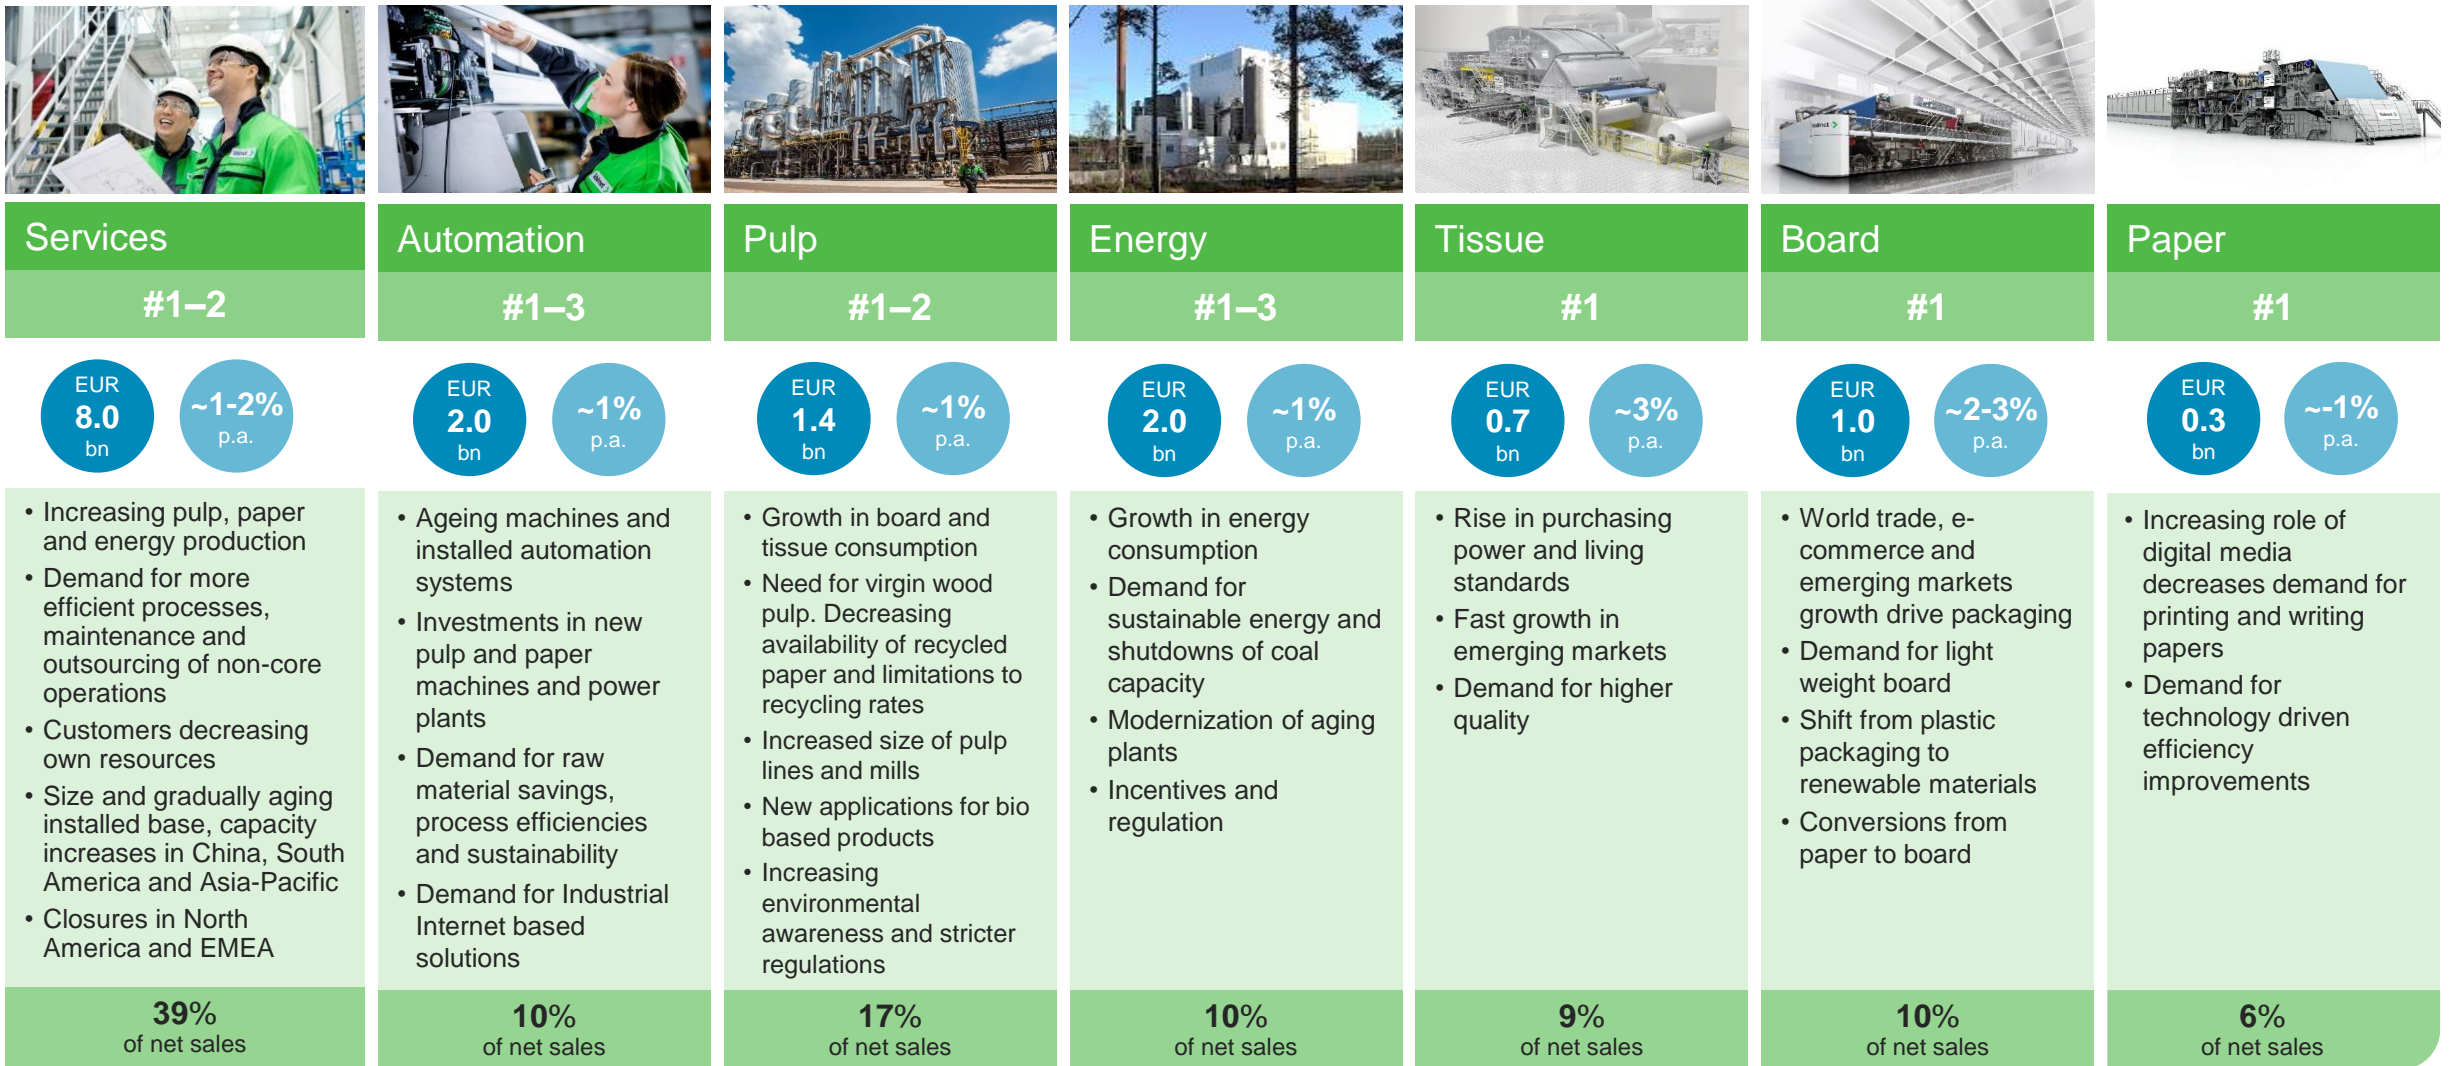 Services
#1–2
EUR
8.0
bn
~1-2%
p.a.
• Increasing pulp, paper
and energy production
• Demand for more
efficient processes,
maintenance and
outsourcing of non-core
operations
• Customers decreasing
own resources
• Size and gradually aging
installed base, capacity
increases in China, South
America and Asia-Pacific
• Closures in North
America and EMEA
39%
of net sales
Automation
#1–3
EUR
2.0
bn
~1%
p.a.
• Ageing machines and
installed automation
systems
• Investments in new
pulp and paper
machines and power
plants
• Demand for raw
material savings,
process efficiencies
and sustainability
• Demand for Industrial
Internet based
solutions
10%
of net sales
Pulp
#1–2
EUR
1.4
bn
~1%
p.a.
• Growth in board and
tissue consumption
• Need for virgin wood
pulp. Decreasing
availability of recycled
paper and limitations to
recycling rates
• Increased size of pulp
lines and mills
• New applications for bio
based products
• Increasing
environmental
awareness and stricter
regulations
17%
of net sales
Energy
#1–3
EUR
2.0
bn
~1%
p.a.
• Growth in energy
consumption
• Demand for
sustainable energy and
shutdowns of coal
capacity
• Modernization of aging
plants
• Incentives and
regulation
10%
of net sales
Tissue
#1
EUR
0.7
bn
~3%
p.a.
• Rise in purchasing
power and living
standards
• Fast growth in
emerging markets
• Demand for higher
quality
9%
of net sales
Valmet
Board
#1
EUR
1.0
bn
~2-3%
p.a.
• World trade, e-
commerce and
emerging markets
growth drive packaging
• Demand for light
weight board
• Shift from plastic
packaging to
renewable materials
• Conversions from
paper to board
10%
of net sales
Paper
#1
EUR
0.3
bn
~-1%
p.a.
• Increasing role of
digital media
decreases demand for
printing and writing
papers
• Demand for
technology driven
efficiency
improvements
6%
of net sales